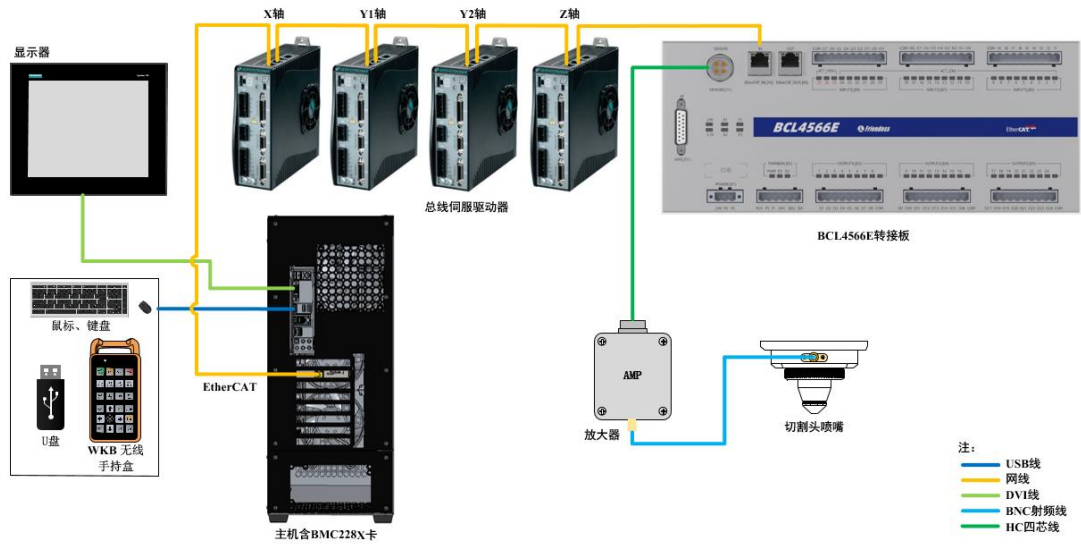 X轴
Y1轴
Y2轴
Z轴
显示器
SIEMENS
BCL4566E
Friendess
EtherCAT
总线伺服驱动器
BCL4566E转接板
鼠标、键盘
EtherCAT
U盘
WKB 无线
手持盒
AMP
放大器
切割头喷嘴
主机含BMC228X卡
注：
USB线
网线
DVI线
BNC射频线
HC四芯线